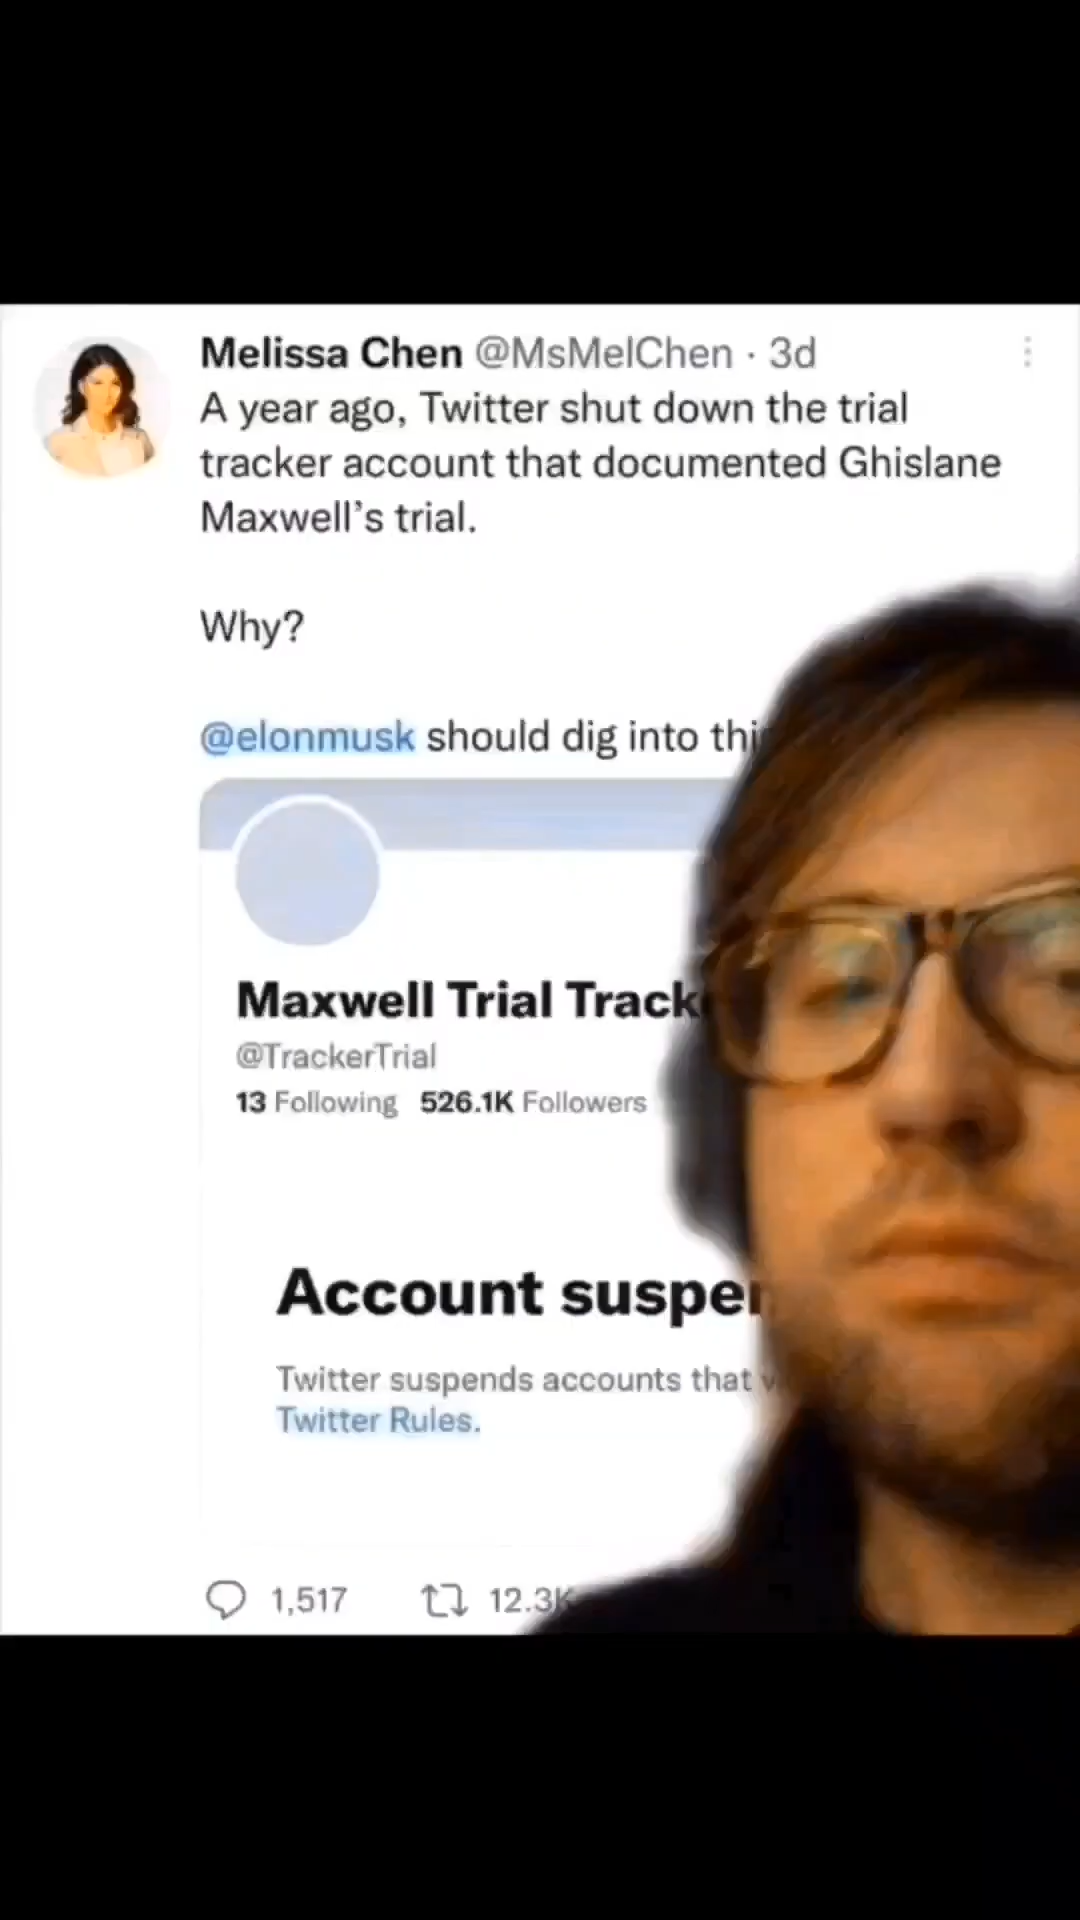 Melissa Chen @MsMelChen · 3d
A year ago, Twitter shut down the trial
tracker account that documented Ghislane
Maxwell's trial.
Why?
@elonmusk should dig into
Maxwell Trial
@TrackerTrial
13 Following 526.1K Followers
Account
Twitter suspends accounts that
Twitter Rules.
1,517 12.3K